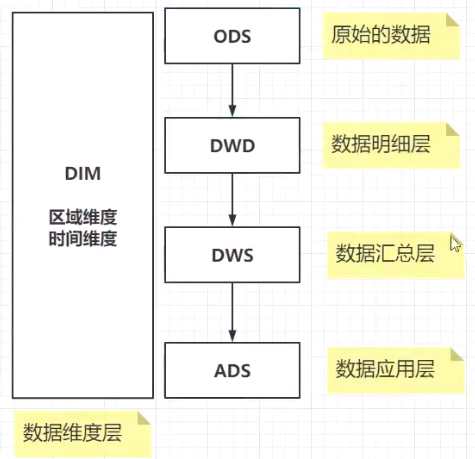 ODS
原始的数据
DWD
数据明细层
DIM
区域维度
时间维度
DWS
数据汇总层
ADS
数据应用层
数据维度层